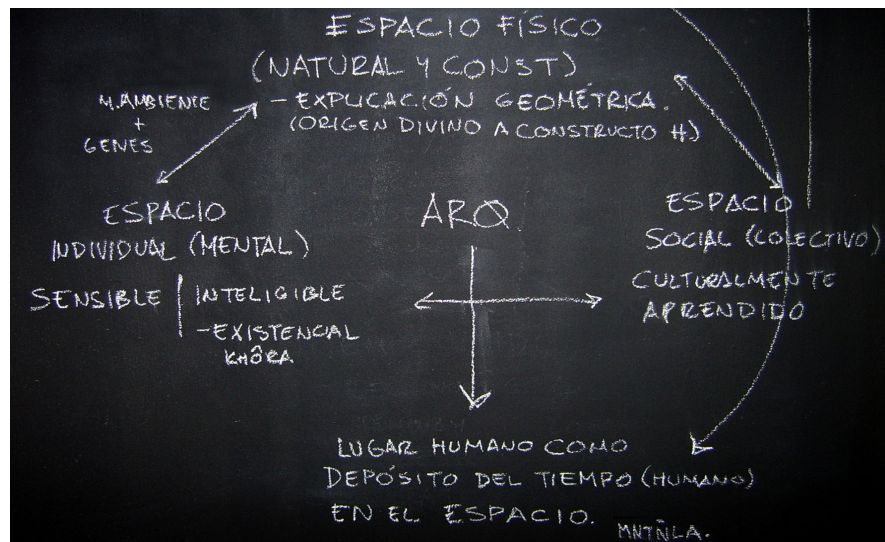 ESPACIO FÍSICO
(NATURAL Y CONST)
- EXPLICACIÓN GEOMÉTRICA.
(ORIGEN DIVINO A CONSTRUCTO H)
M.AMBIENTE
+
GENES
ESPACIO
INDIVIDUAL (MENTAL)
SENSIBLE | INTELIGIBLE
- EXISTENCIAL
KHÔRA
ARQ.
ESPACIO
SOCIAL (COLECTIVO)
CULTURALMENTE
APRENDIDO
LUGAR HUMANO COMO
DEPÓSITO DEL TIEMPO (HUMANO)
EN EL ESPACIO.
MNTÑLA.